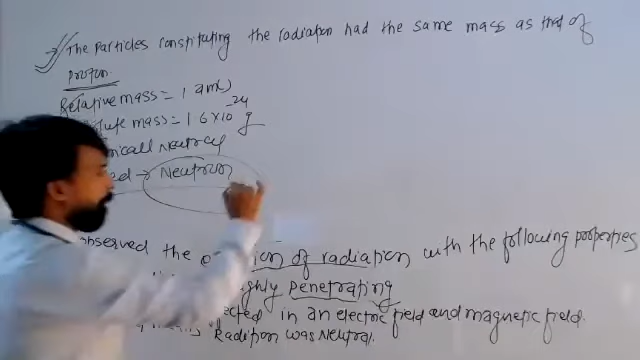 The particles constituting the radiation had the same mass as that of
proton.
Relative mass = 1 amu
mass = 1 6 x 10⁻²⁴ g
Neutral
→ Neutron
observed the of radiation with the following properties
penetrating
in an electric field and magnetic field.
Radiation was Neutral.